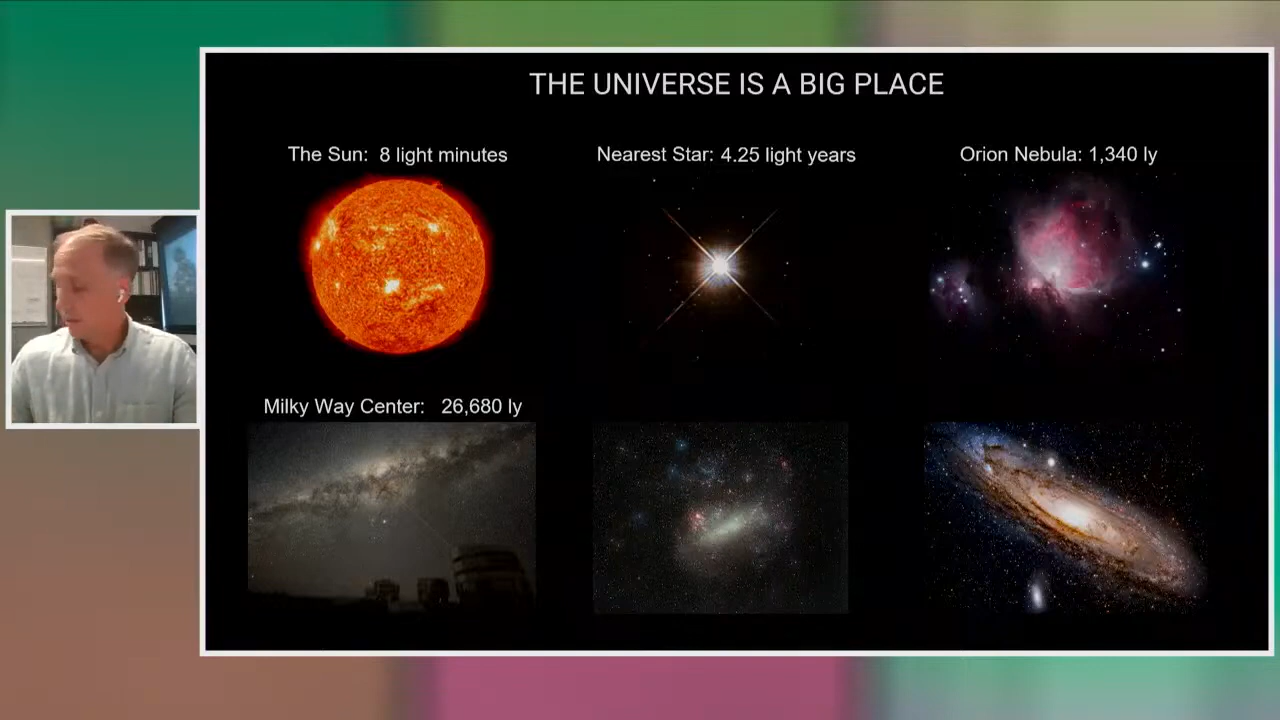 THE UNIVERSE IS A BIG PLACE
The Sun: 8 light minutes
Nearest Star: 4.25 light years
Orion Nebula: 1,340 ly
Milky Way Center: 26,680 ly